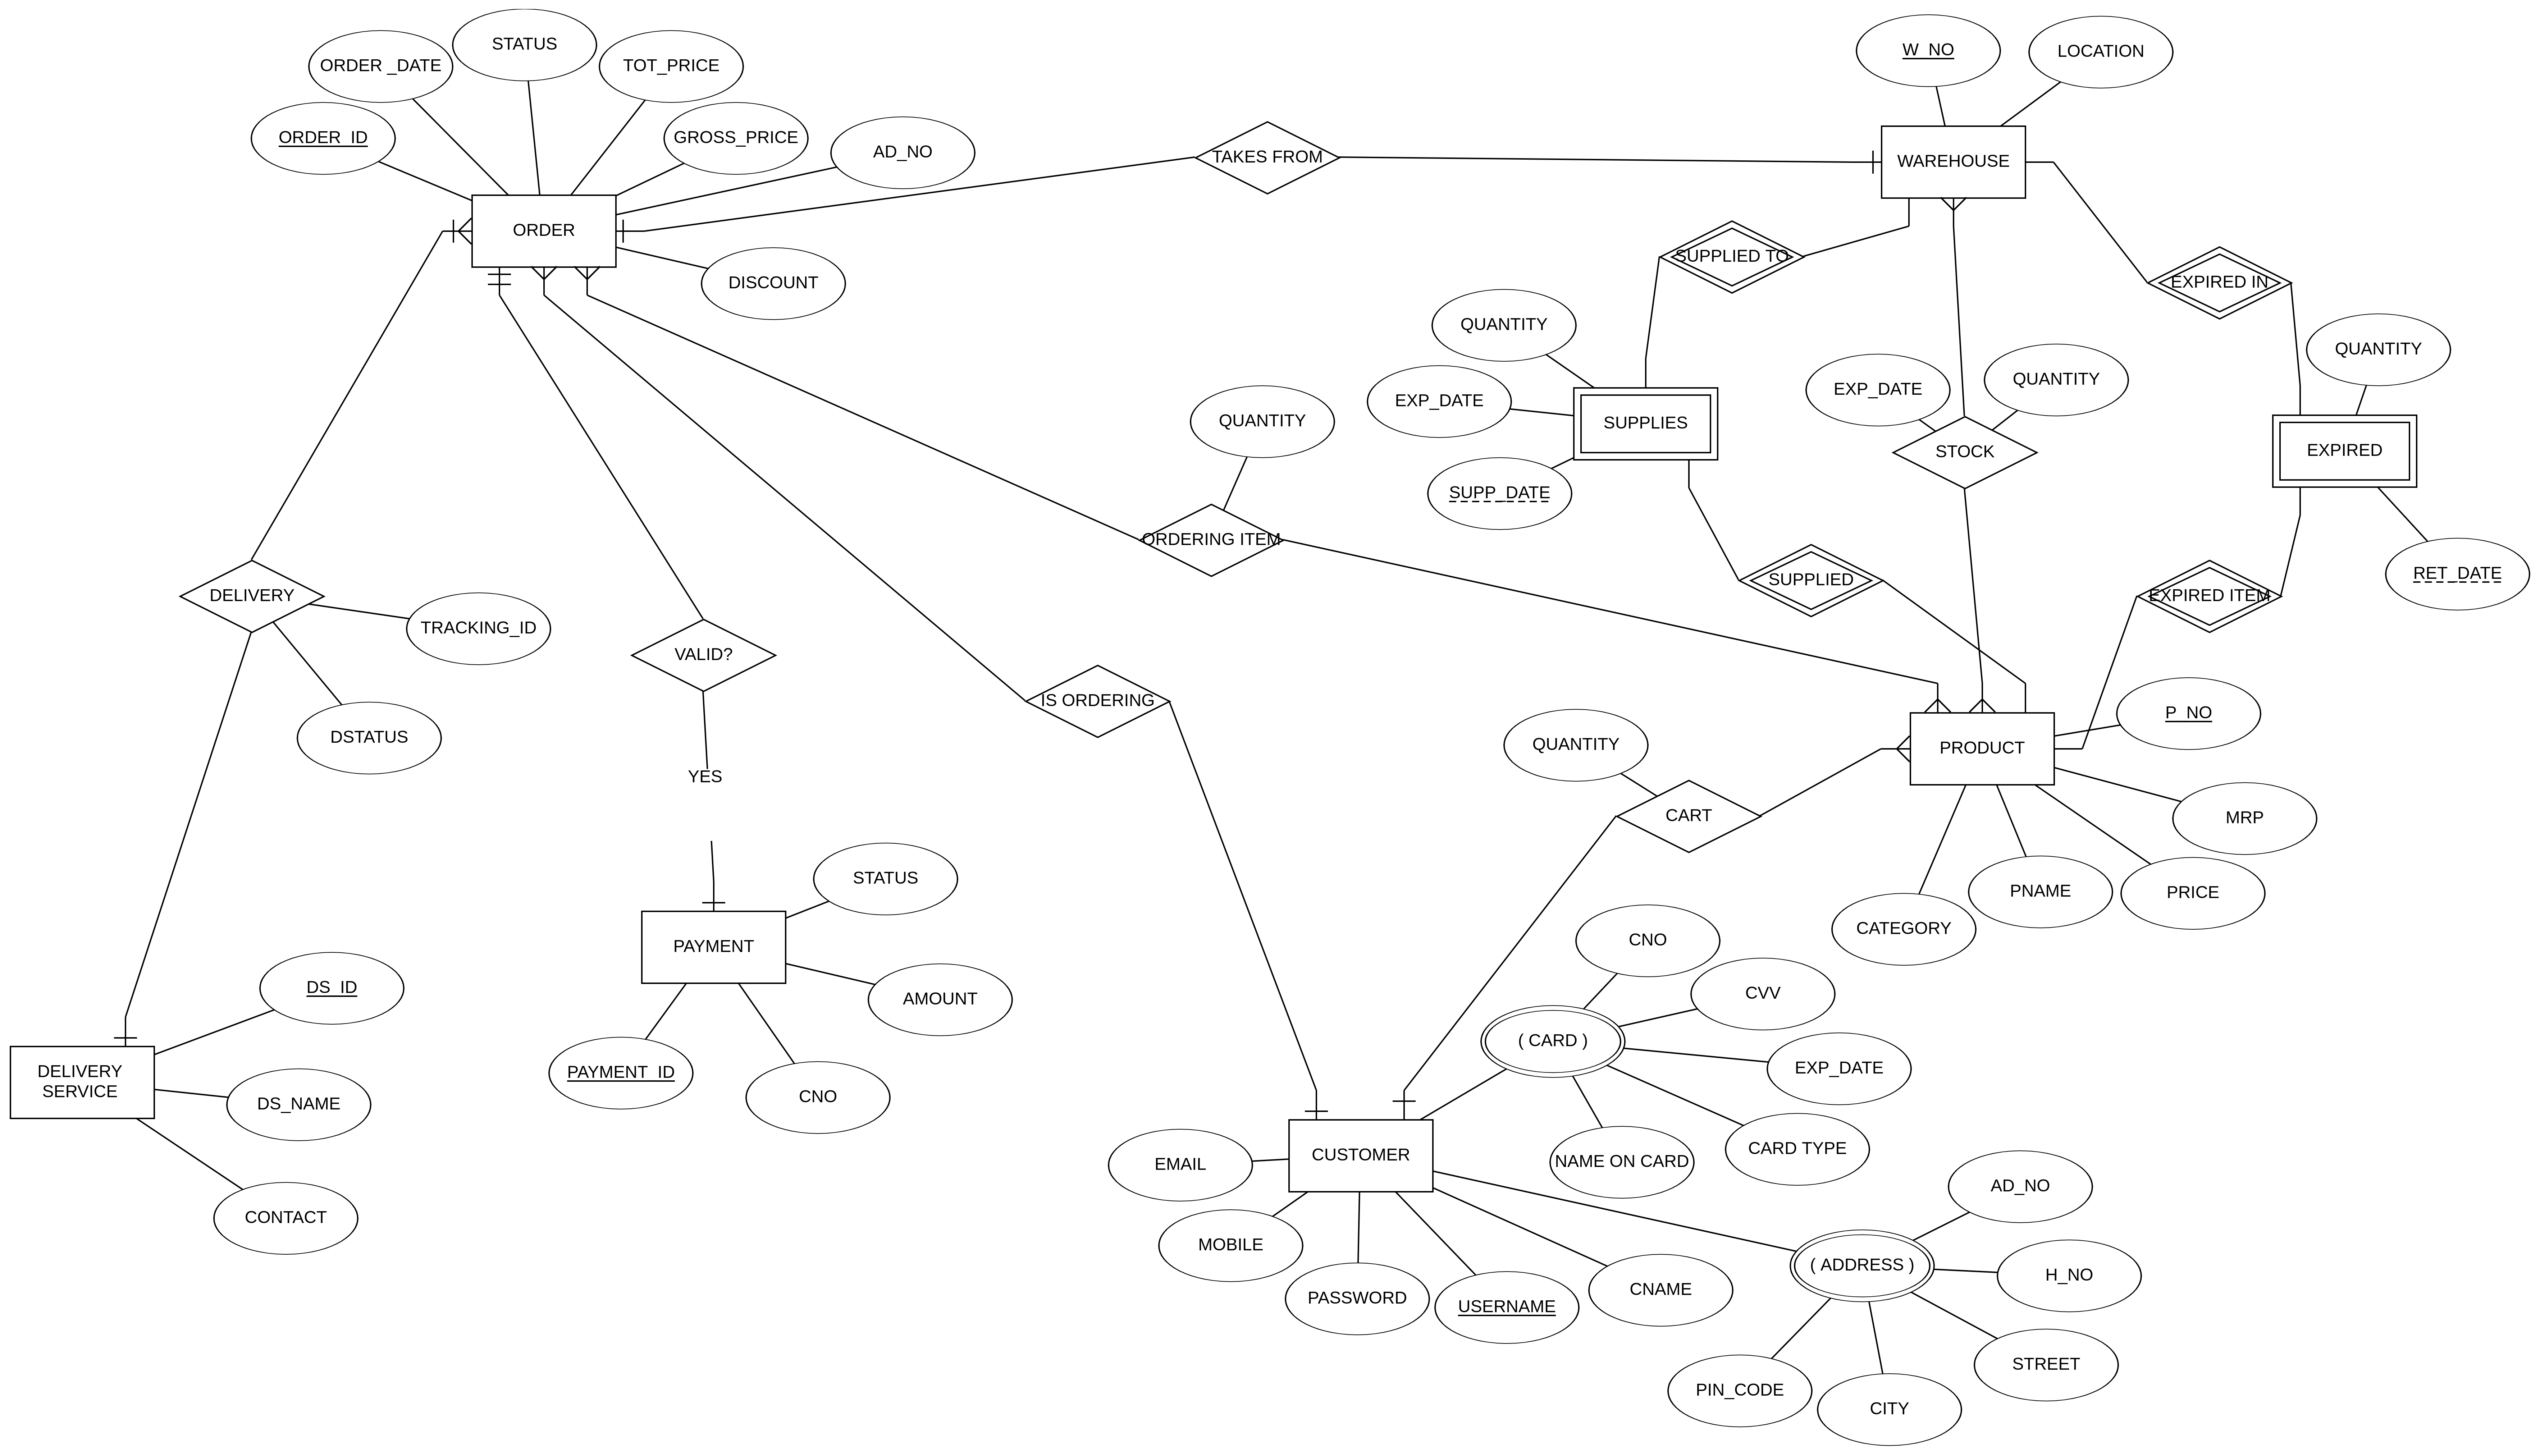 STATUS
ORDER _DATE
TOT_PRICE
W_NO
LOCATION
ORDER_ID
GROSS_PRICE
AD_NO
TAKES FROM
WAREHOUSE
ORDER
SUPPLIED TO
DISCOUNT
EXPIRED IN
QUANTITY
QUANTITY
EXP_DATE
EXP_DATE
QUANTITY
QUANTITY
SUPPLIES
STOCK
EXPIRED
SUPP_DATE
ORDERING ITEM
SUPPLIED
RET_DATE
DELIVERY
EXPIRED ITEM
TRACKING_ID
VALID?
IS ORDERING
P_NO
DSTATUS
QUANTITY
PRODUCT
YES
CART
MRP
STATUS
PNAME
PRICE
CATEGORY
PAYMENT
CNO
DS_ID
AMOUNT
CVV
( CARD )
DELIVERY
SERVICE
PAYMENT_ID
EXP_DATE
DS_NAME
CNO
CUSTOMER
CARD TYPE
EMAIL
NAME ON CARD
AD_NO
CONTACT
MOBILE
( ADDRESS )
H_NO
PASSWORD
USERNAME
CNAME
STREET
PIN_CODE
CITY